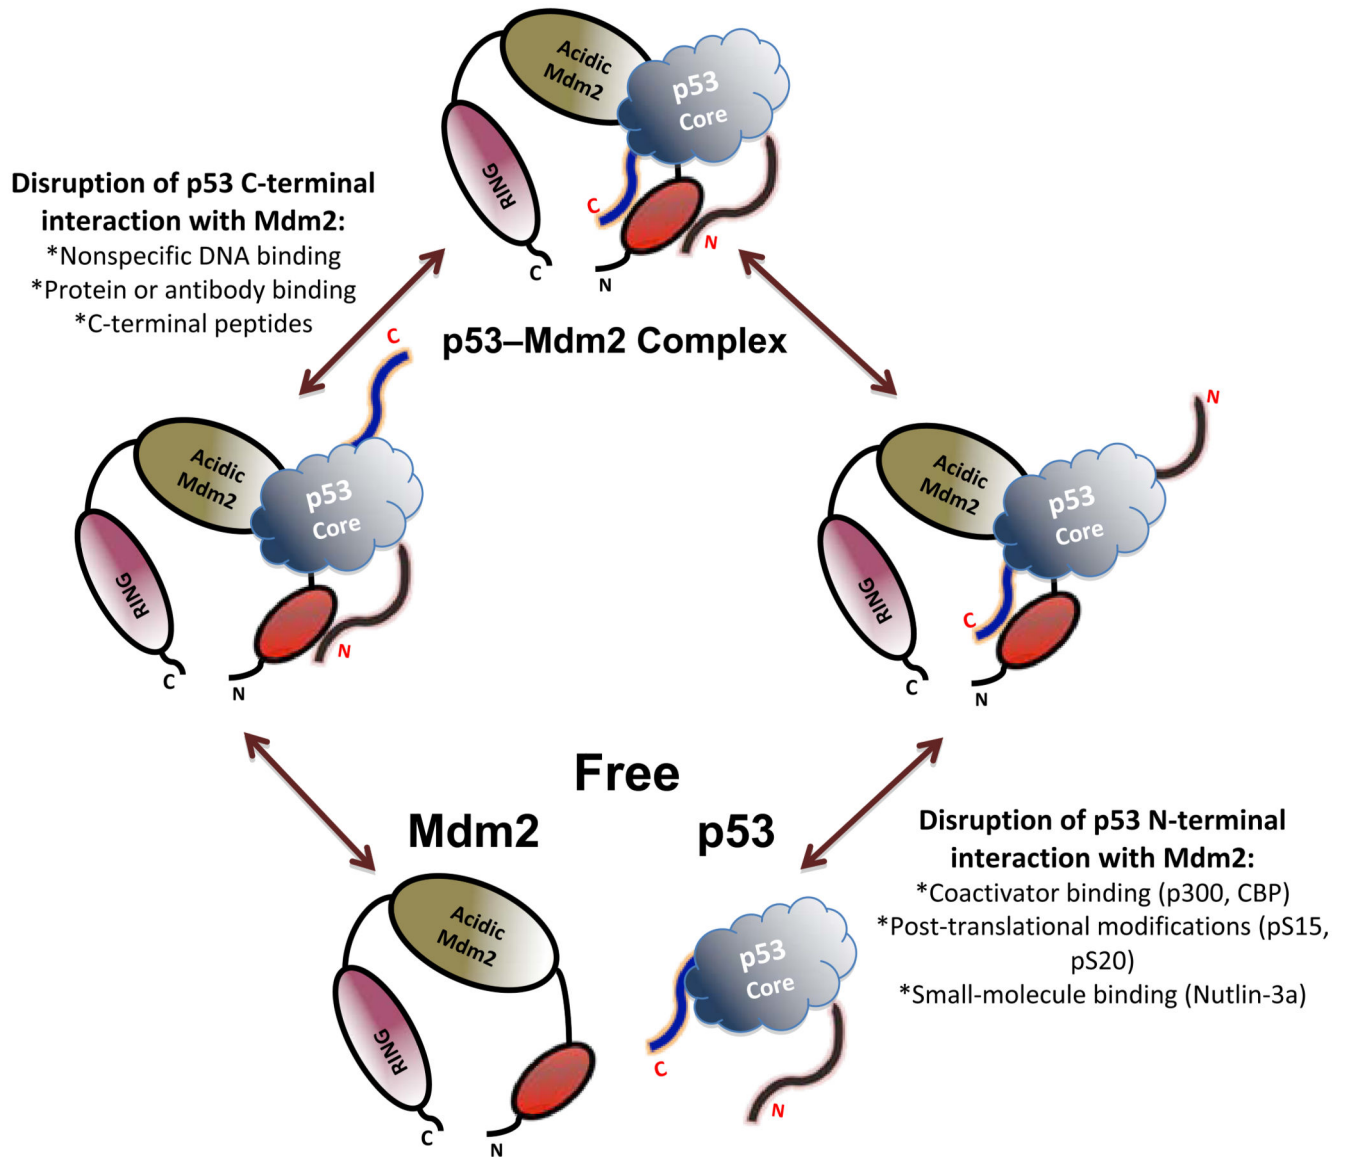 Acidic
Mdm2
p53
Core
RING
C
N
C
N
Disruption of p53 C-terminal
interaction with Mdm2:
*Nonspecific DNA binding
*Protein or antibody binding
*C-terminal peptides
p53–Mdm2 Complex
C
Acidic
Mdm2
p53
Core
RING
N
C
N
N
Acidic
Mdm2
p53
Core
RING
C
C
N
Free
Mdm2
p53
Disruption of p53 N-terminal
interaction with Mdm2:
*Coactivator binding (p300, CBP)
*Post-translational modifications (pS15,
pS20)
*Small-molecule binding (Nutlin-3a)
Acidic
Mdm2
RING
C
N
p53
Core
C
N